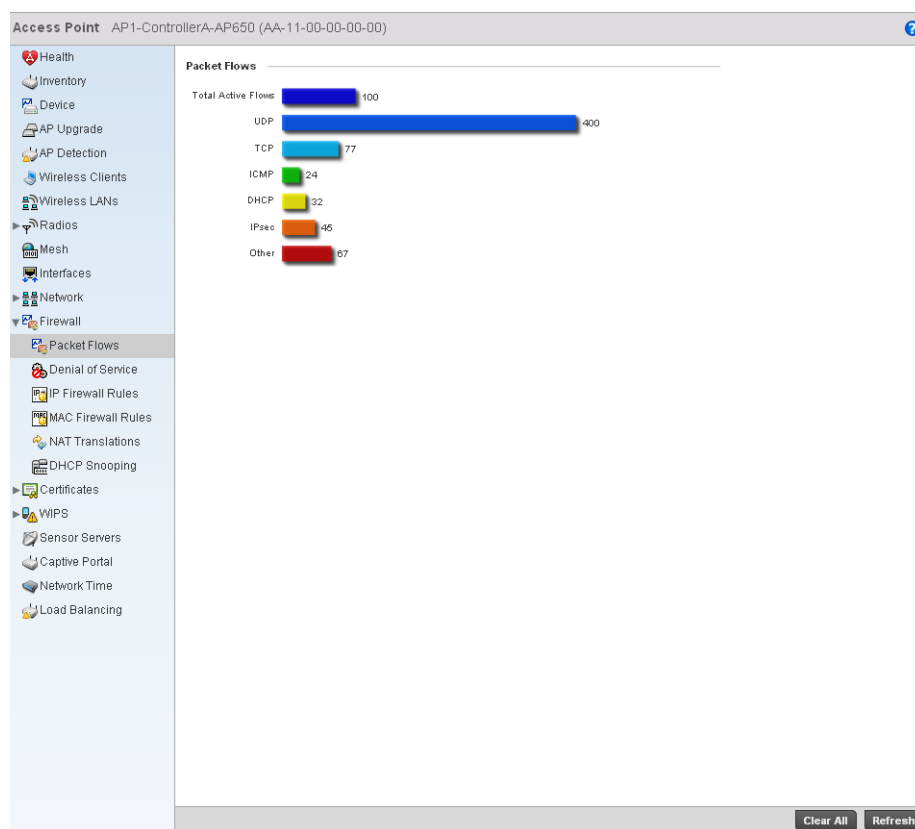 Access Point AP1-ControllerA-AP650 (AA-11-00-00-00-00)
Health
Inventory
Device
AP Upgrade
AP Detection
Wireless Clients
Wireless LANs
Radios
Mesh
Interfaces
Network
Firewall
Packet Flows
Denial of Service
IP Firewall Rules
MAC Firewall Rules
NAT Translations
DHCP Snooping
Certificates
WIPS
Sensor Servers
Captive Portal
Network Time
Load Balancing
Packet Flows
Total Active Flows 100
UDP 400
TCP 77
ICMP 24
DHCP 32
IPsec 45
Other 67
Clear All Refresh